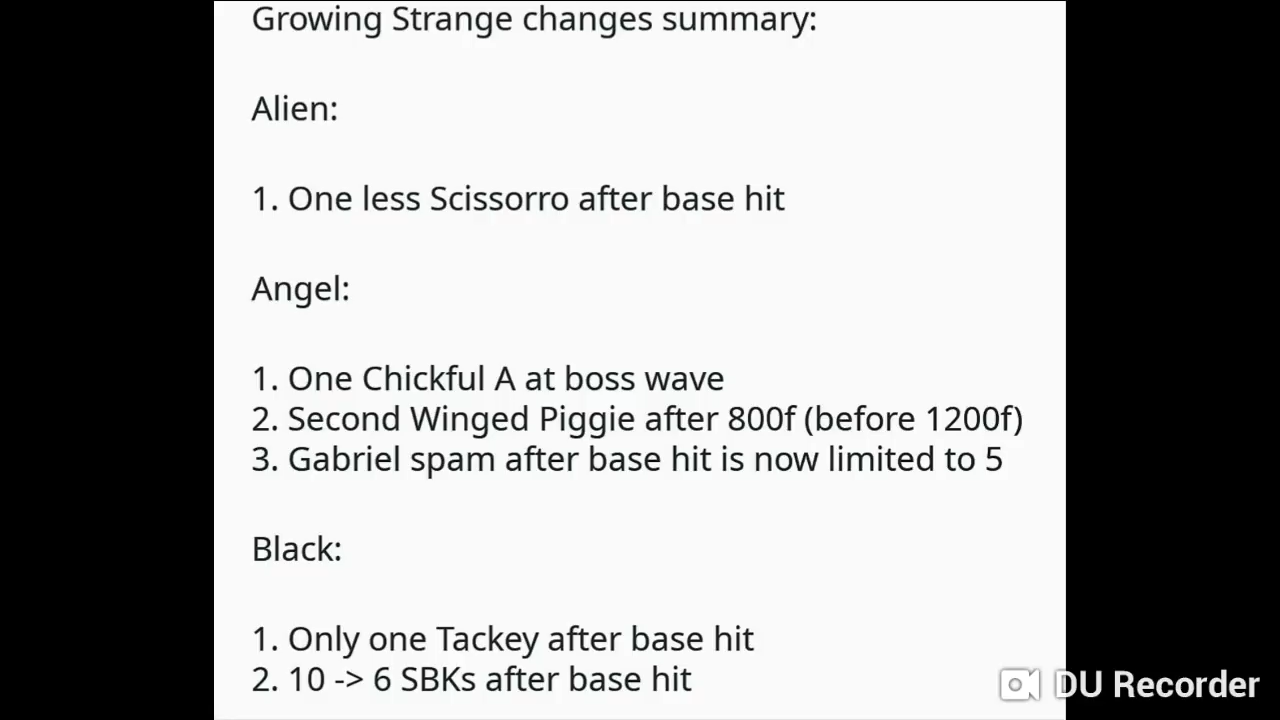 Growing Strange changes summary:
Alien:
1. One less Scissorro after base hit
Angel:
1. One Chickful A at boss wave
2. Second Winged Piggie after 800f (before 1200f)
3. Gabriel spam after base hit is now limited to 5
Black:
1. Only one Tackey after base hit
2. 10 -> 6 SBKs after base hit
DU Recorder